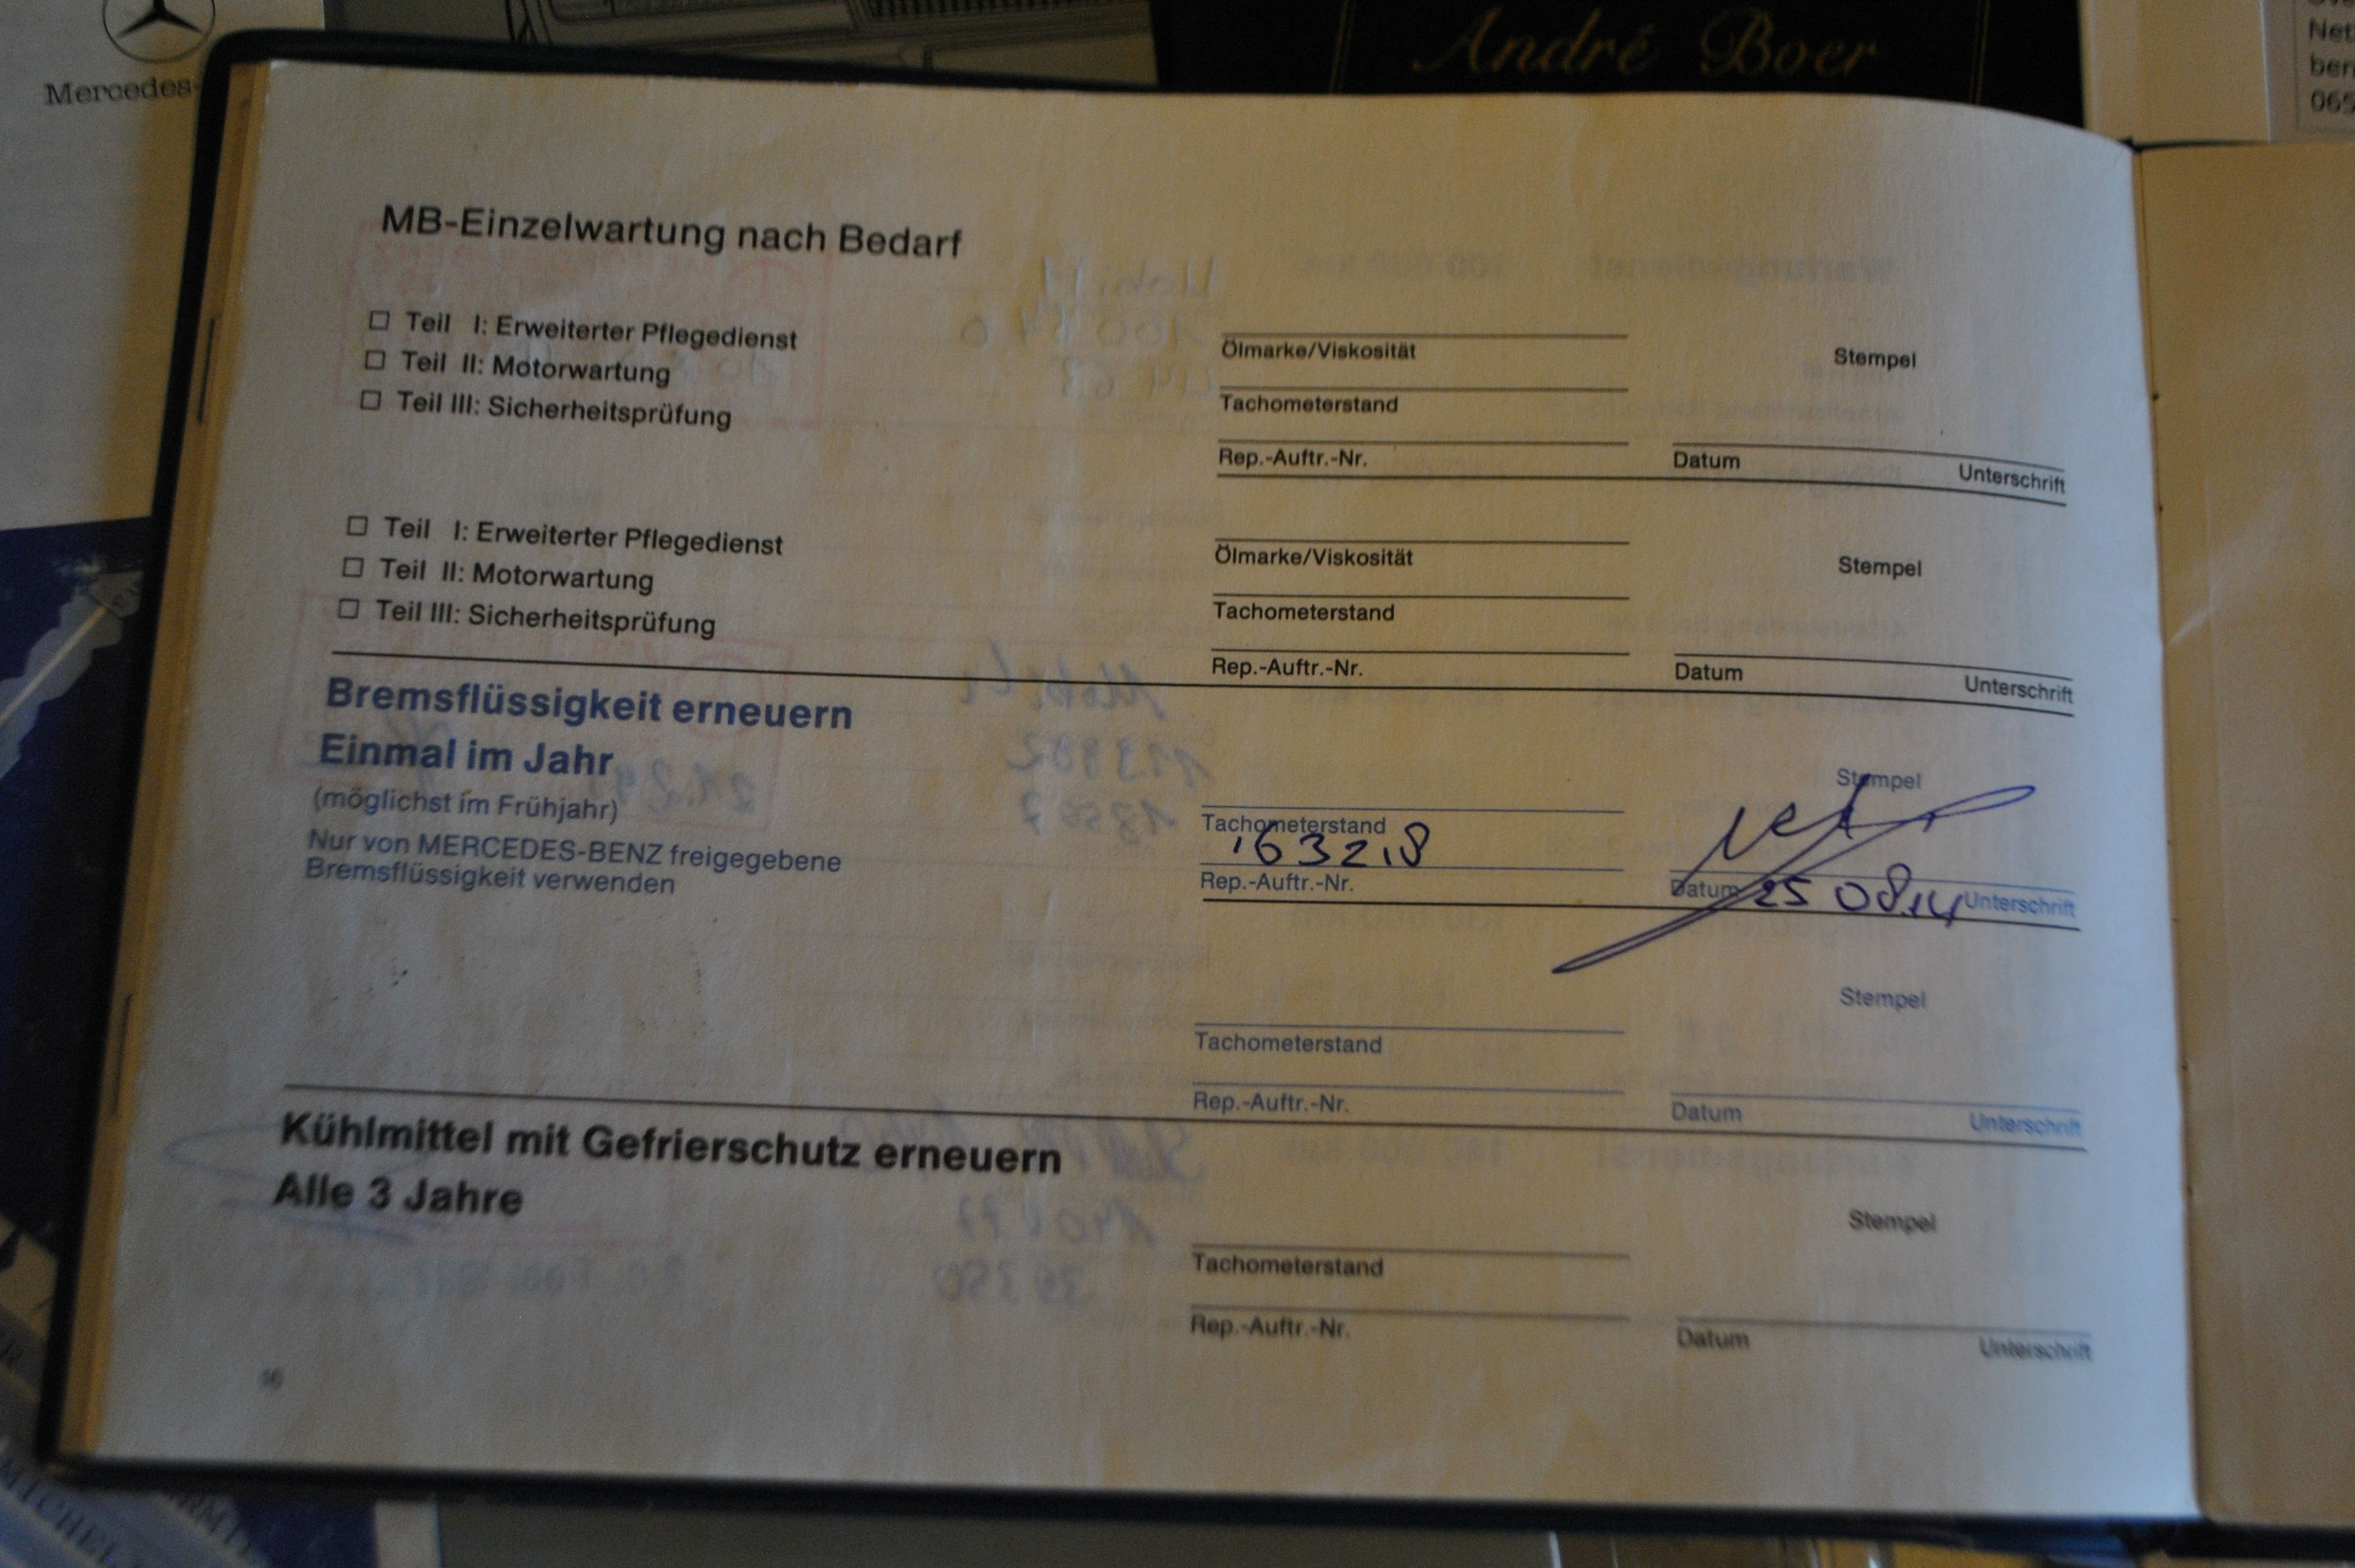 Mercedes-
André Boer
Net
ber
065
MB-Einzelwartung nach Bedarf
☐ Teil I: Erweiterter Pflegedienst
☐ Teil II: Motorwartung
☐ Teil III: Sicherheitsprüfung
Ölmarke/Viskosität
Stempel
Tachometerstand
Rep.-Auftr.-Nr.
Datum
Unterschrift
☐ Teil I: Erweiterter Pflegedienst
☐ Teil II: Motorwartung
☐ Teil III: Sicherheitsprüfung
Ölmarke/Viskosität
Stempel
Tachometerstand
Rep.-Auftr.-Nr.
Datum
Unterschrift
Bremsflüssigkeit erneuern
Einmal im Jahr
(möglichst im Frühjahr)
Nur von MERCEDES-BENZ freigegebene
Bremsflüssigkeit verwenden
Stempel
Tachometerstand
163218
Rep.-Auftr.-Nr.
Datum 25 08.14 Unterschrift
Stempel
Tachometerstand
Rep.-Auftr.-Nr.
Datum
Unterschrift
Kühlmittel mit Gefrierschutz erneuern
Alle 3 Jahre
Stempel
Tachometerstand
Rep.-Auftr.-Nr.
Datum
Unterschrift
16